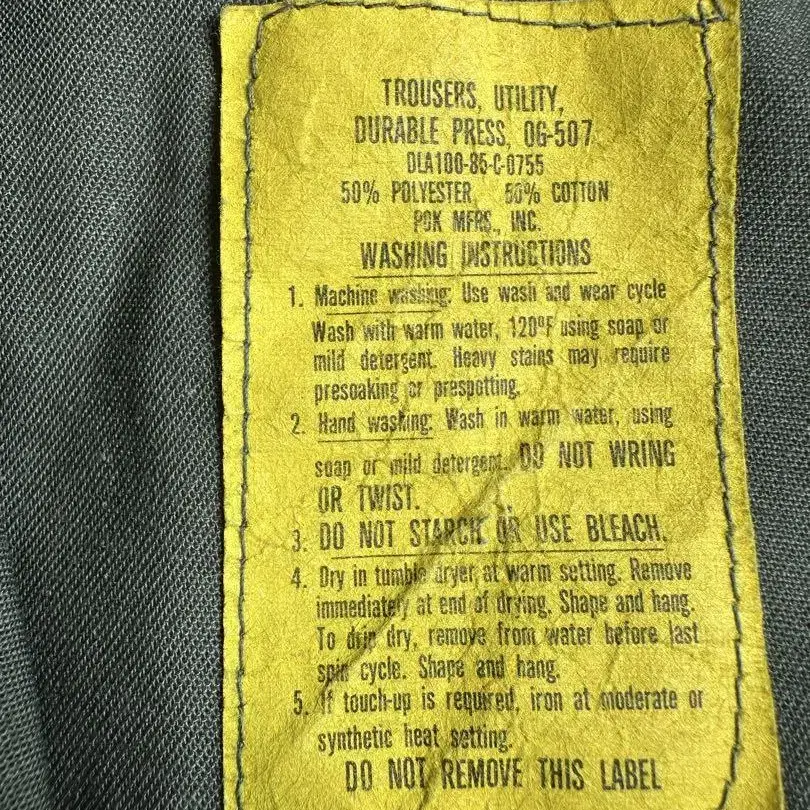 TROUSERS, UTILITY,
DURABLE PRESS, OG-507
DLA100-86-C-0755
50% POLYESTER 50% COTTON
PDK MFRS., INC.
WASHING INSTRUCTIONS
1. Machine washing: Use wash and wear cycle
Wash with warm water, 120°F using soap or
mild detergent. Heavy stains may require
presoaking or prespotting.
2. Hand washing: Wash in warm water, using
soap or mild detergent. DO NOT WRING
OR TWIST.
3. DO NOT STARCH OR USE BLEACH.
4. Dry in tumble dryer at warm setting. Remove
immediately at end of drying. Shape and hang.
To drip dry, remove from water before last
spin cycle. Shape and hang.
5. If touch-up is required, iron at moderate or
synthetic heat setting.
DO NOT REMOVE THIS LABEL